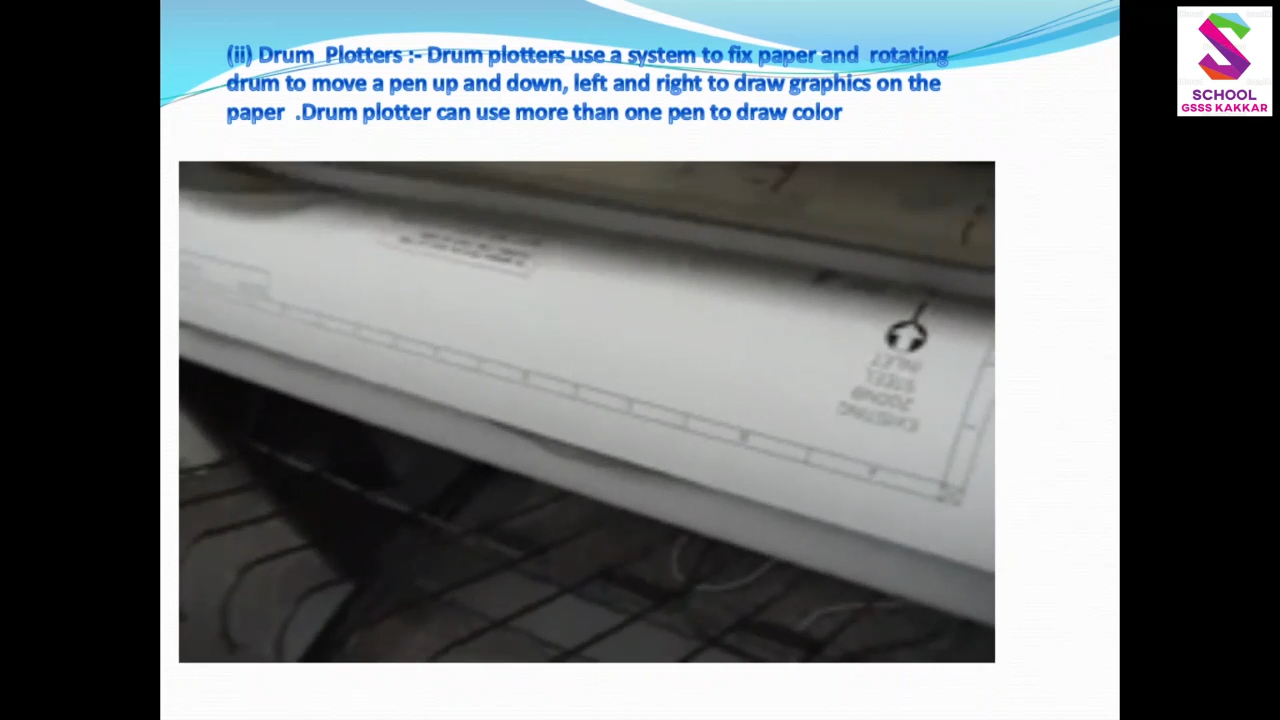 (ii) Drum Plotters :- Drum plotters use a system to fix paper and rotating
drum to move a pen up and down, left and right to draw graphics on the
paper .Drum plotter can use more than one pen to draw color
SCHOOL
GSSS KAKKAR
EXISTING
STEEL